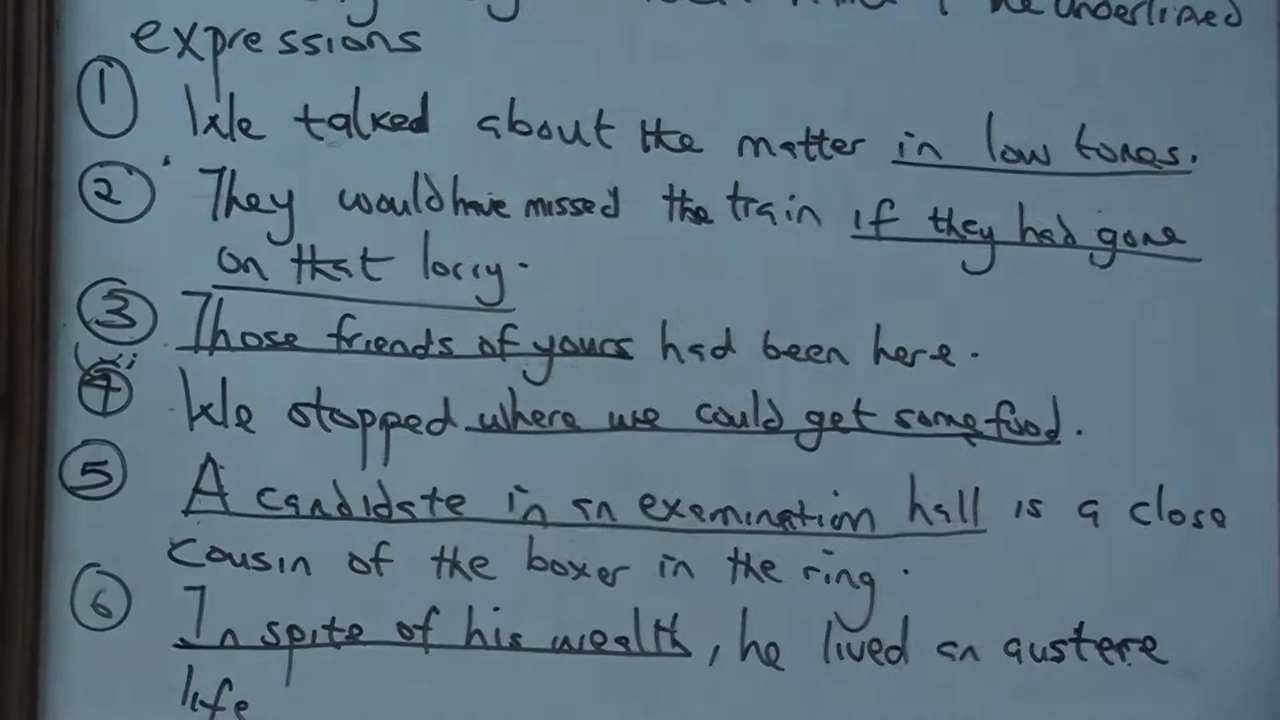 the underlined
expressions
1 We talked about the matter in low tones.
2 They would have missed the train if they had gone
on that lorry.
3 Those friends of yours had been here.
4 We stopped where we could get some food.
5 A candidate in an examination hall is a close
cousin of the boxer in the ring.
6 In spite of his wealth, he lived an austere
life